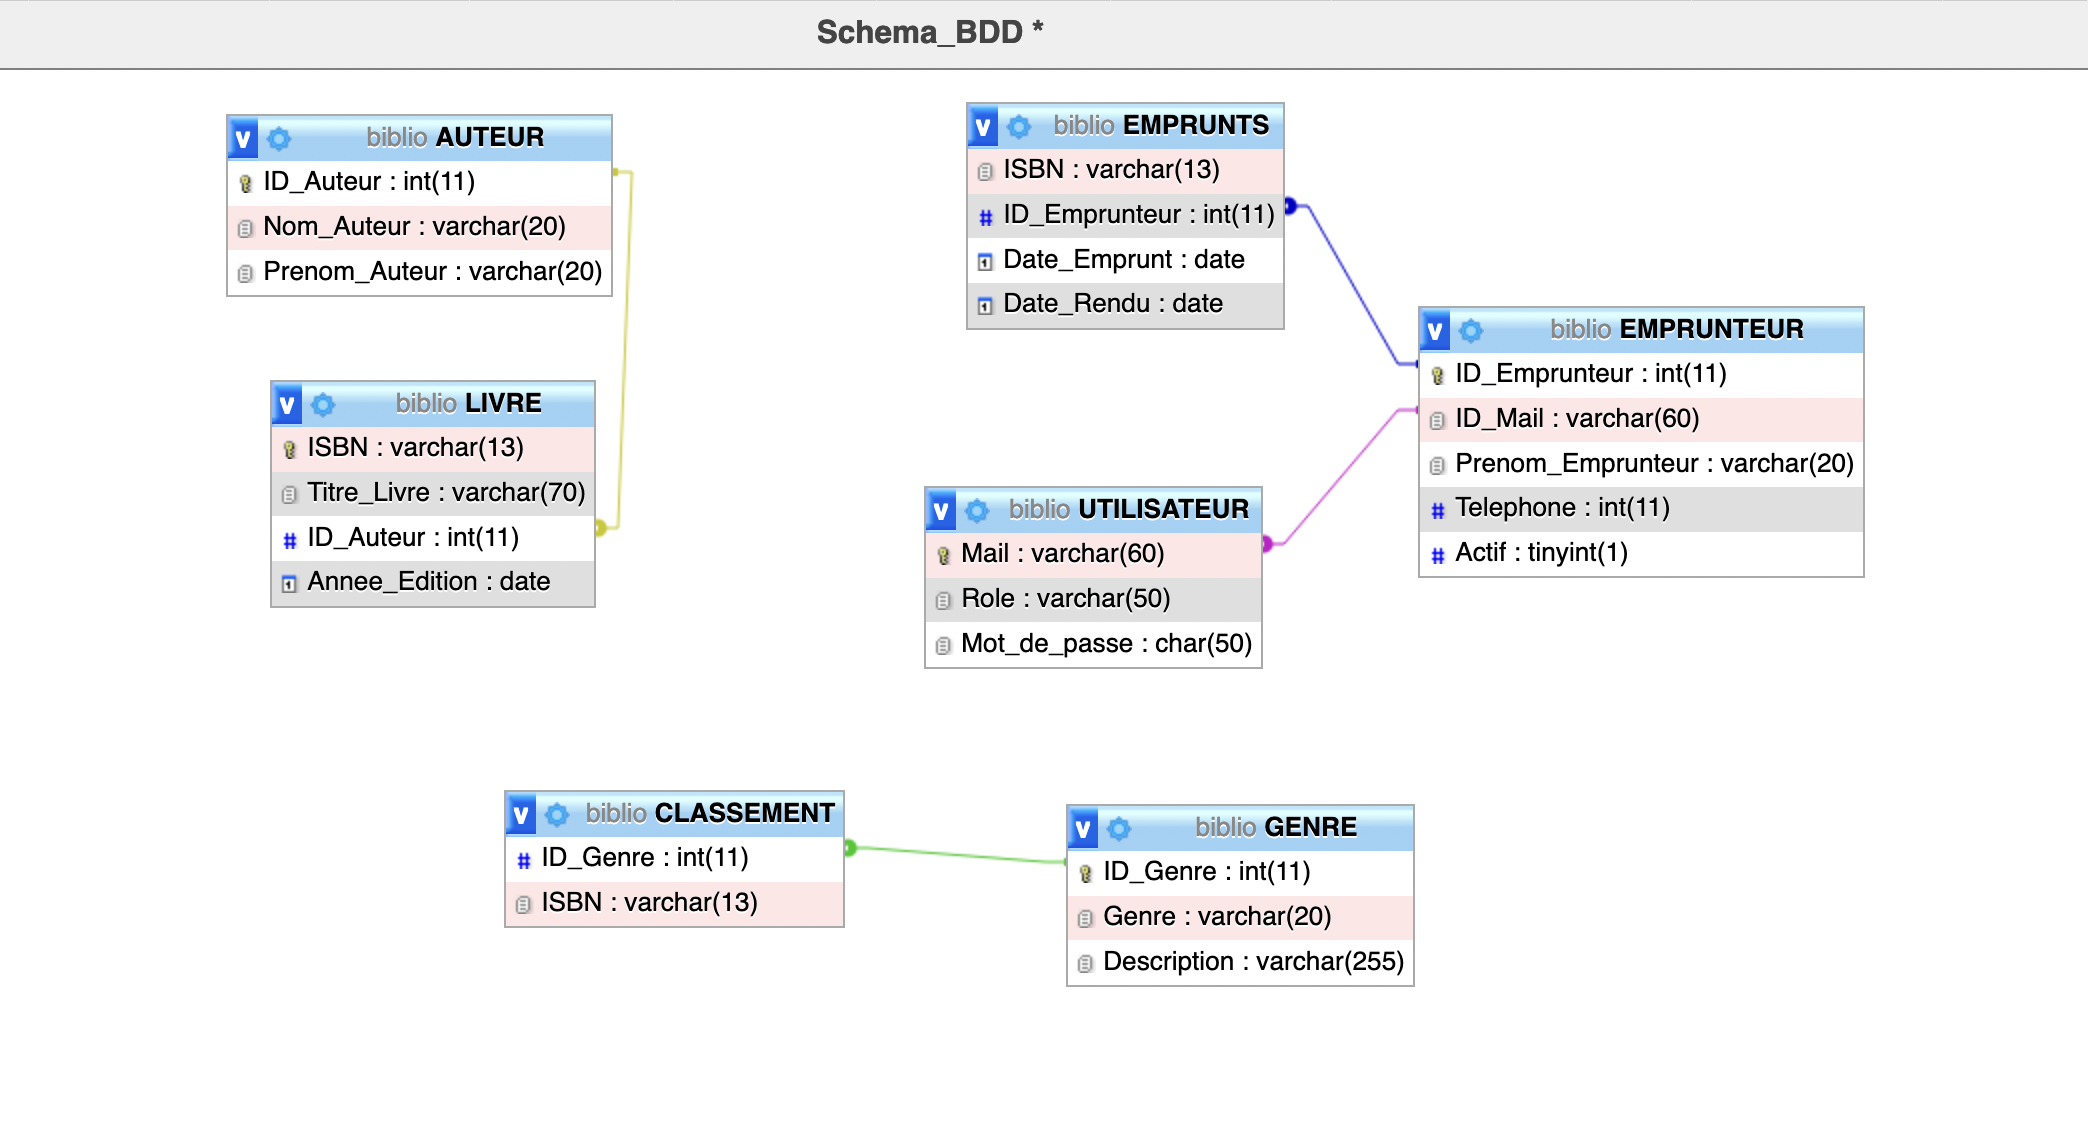 Schema_BDD *
v biblio AUTEUR
ID_Auteur : int(11)
Nom_Auteur : varchar(20)
Prenom_Auteur : varchar(20)
v biblio LIVRE
ISBN : varchar(13)
Titre_Livre : varchar(70)
# ID_Auteur : int(11)
Annee_Edition : date
v biblio EMPRUNTS
ISBN : varchar(13)
# ID_Emprunteur : int(11)
Date_Emprunt : date
Date_Rendu : date
v biblio EMPRUNTEUR
ID_Emprunteur : int(11)
ID_Mail : varchar(60)
Prenom_Emprunteur : varchar(20)
# Telephone : int(11)
# Actif : tinyint(1)
v biblio UTILISATEUR
Mail : varchar(60)
Role : varchar(50)
Mot_de_passe : char(50)
v biblio CLASSEMENT
# ID_Genre : int(11)
ISBN : varchar(13)
v biblio GENRE
ID_Genre : int(11)
Genre : varchar(20)
Description : varchar(255)